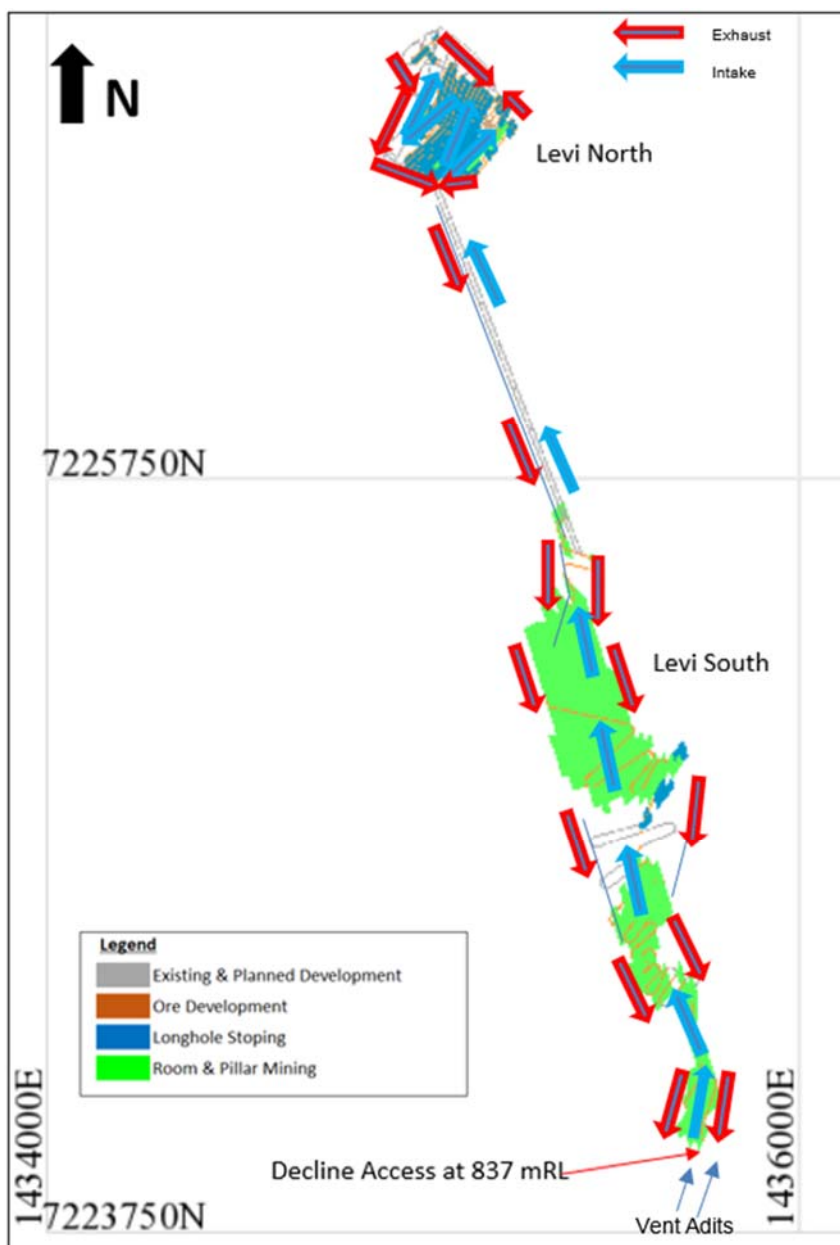 Exhaust
Intake
N
Levi North
7225750N
Levi South
Legend
Existing & Planned Development
Ore Development
Longhole Stoping
Room & Pillar Mining
1434000E
1436000E
Decline Access at 837 mRL
7223750N
Vent Adits